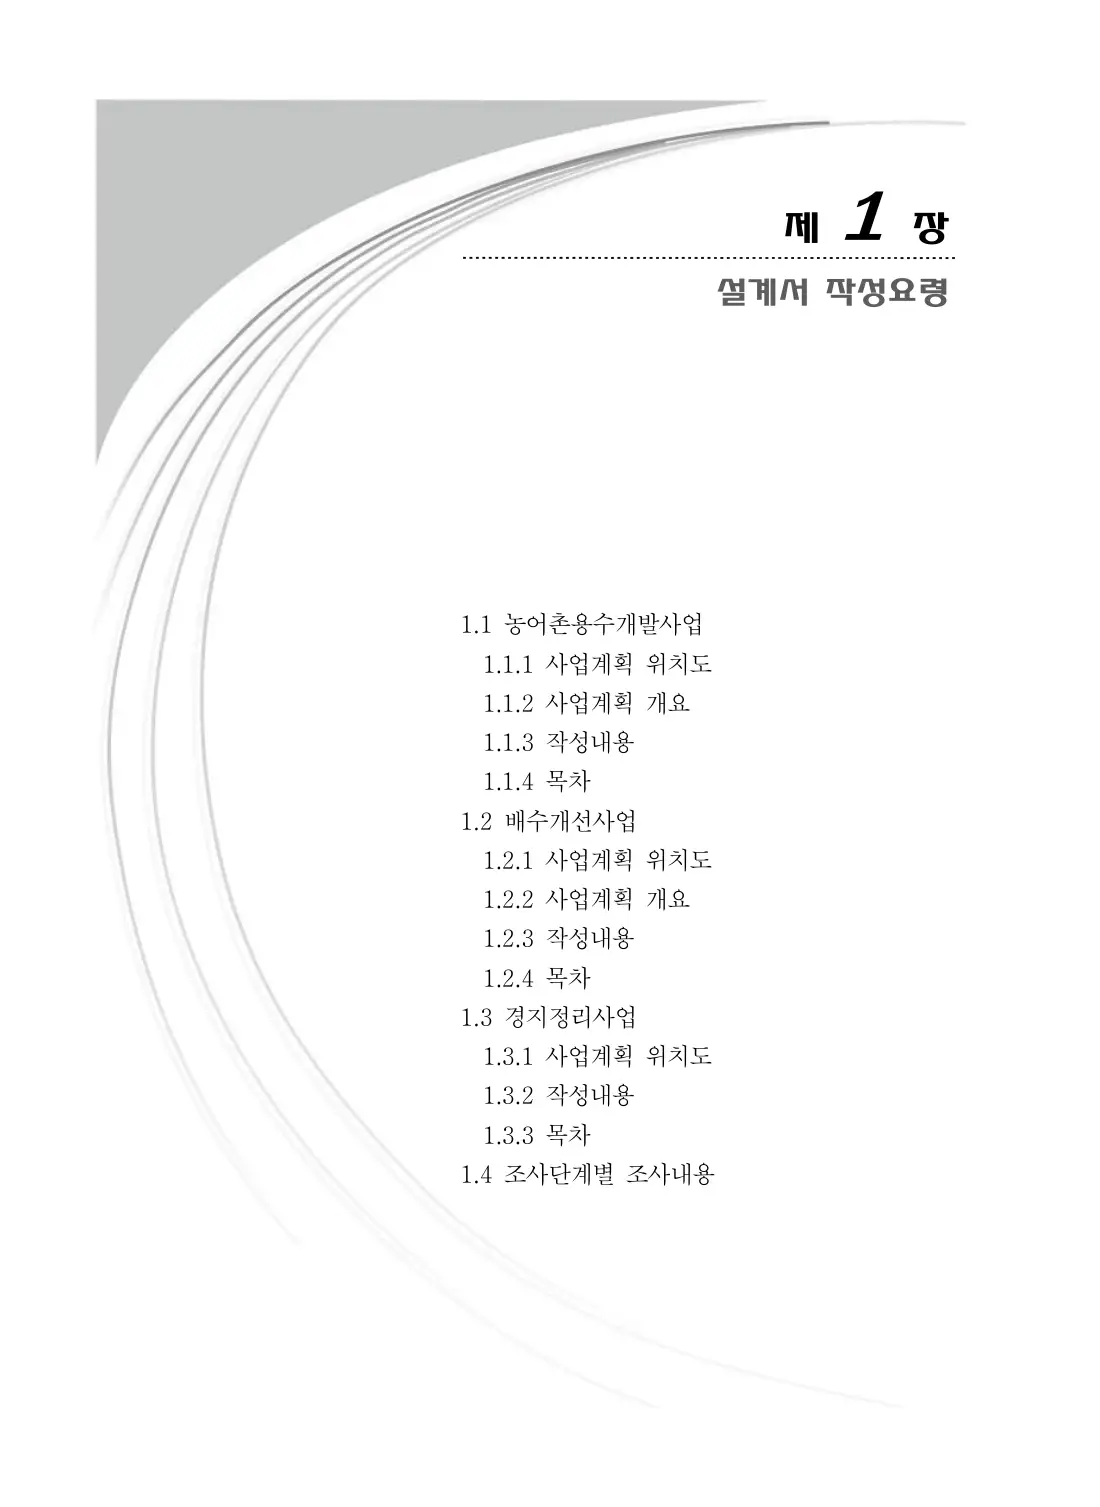 제 1 장
설계서 작성요령
1.1 농어촌용수개발사업
1.1.1 사업계획 위치도
1.1.2 사업계획 개요
1.1.3 작성내용
1.1.4 목차
1.2 배수개선사업
1.2.1 사업계획 위치도
1.2.2 사업계획 개요
1.2.3 작성내용
1.2.4 목차
1.3 경지정리사업
1.3.1 사업계획 위치도
1.3.2 작성내용
1.3.3 목차
1.4 조사단계별 조사내용